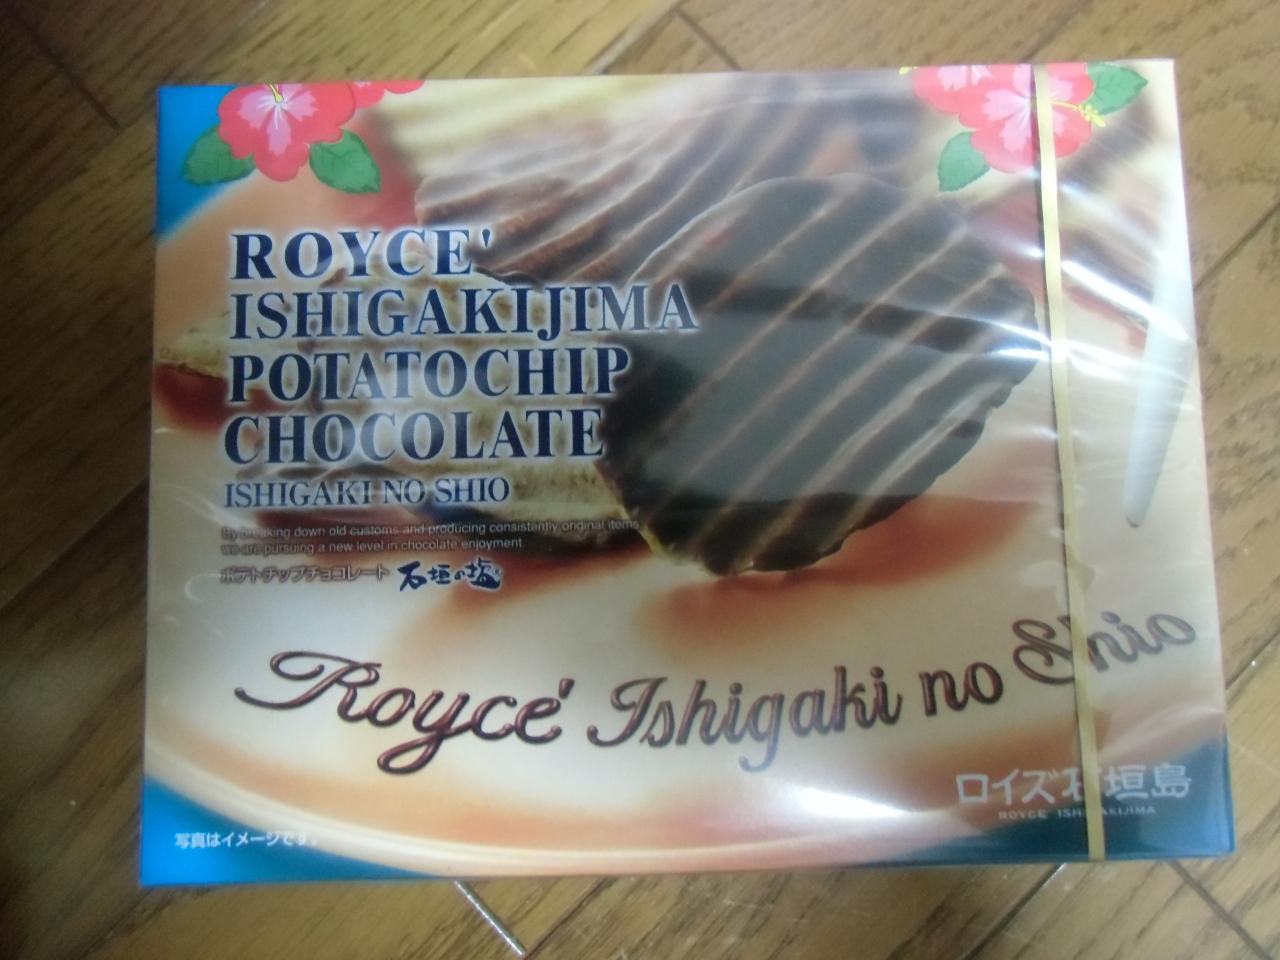 ROYCE'
ISHIGAKIJIMA
POTATOCHIP
CHOCOLATE
ISHIGAKI NO SHIO
By breaking down old customs and producing consistently original items,
we are pursuing a new level in chocolate enjoyment.
ポテトチップチョコレート 石垣の塩
Royce' Ishigaki no Shio
ロイズ石垣島
ROYCE' ISHIGAKIJIMA
写真はイメージです。